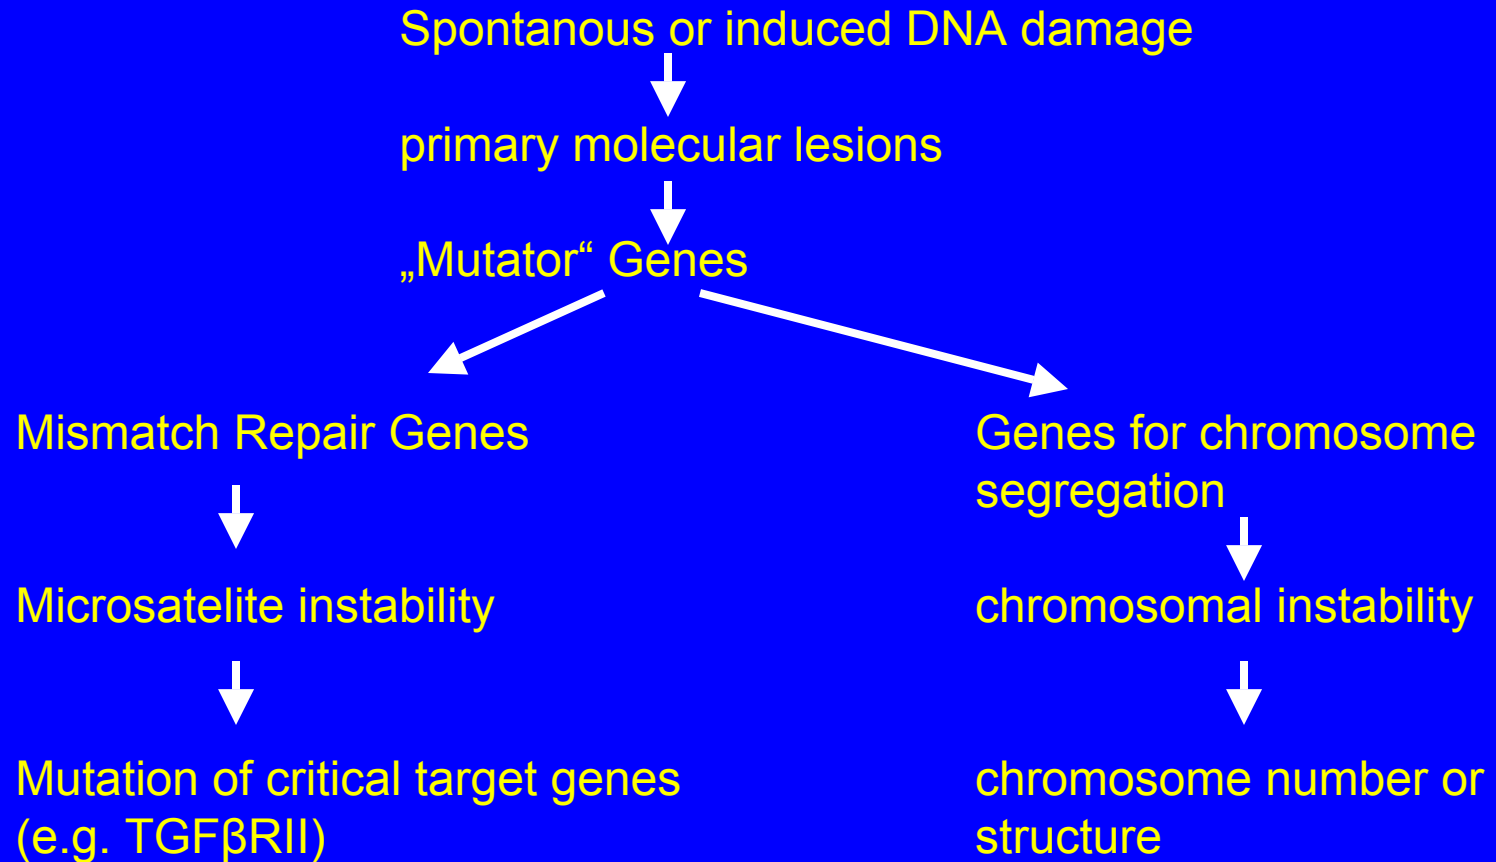 Spontanous or induced DNA damage
primary molecular lesions
„Mutator“ Genes
Mismatch Repair Genes
Genes for chromosome
segregation
Microsatelite instability
chromosomal instability
Mutation of critical target genes
(e.g. TGFβRII)
chromosome number or
structure